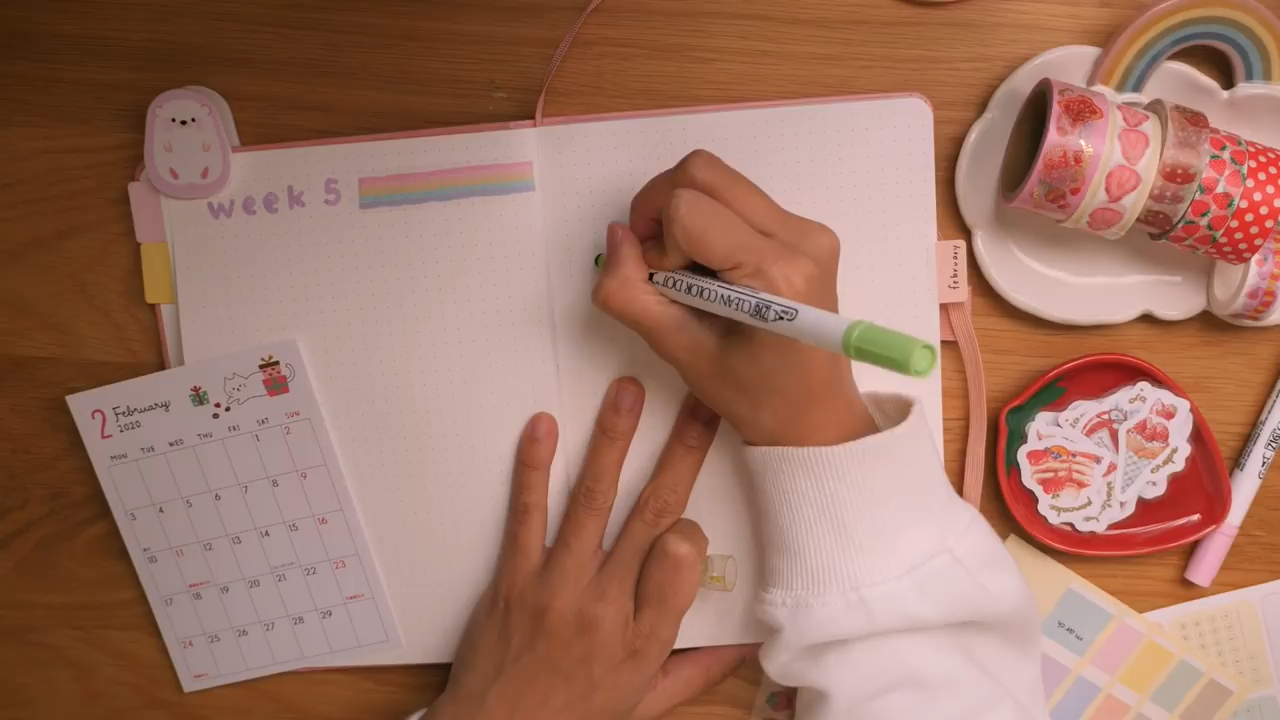 week 5
ZIG CLEAN COLOR DOT
february
2 February
2020
MON TUE WED THU FRI SAT SUN
1 2
3 4 5 6 7 8 9
10 11 12 13 14 15 16
17 18 19 20 21 22 23
24 25 26 27 28 29
pancake
march